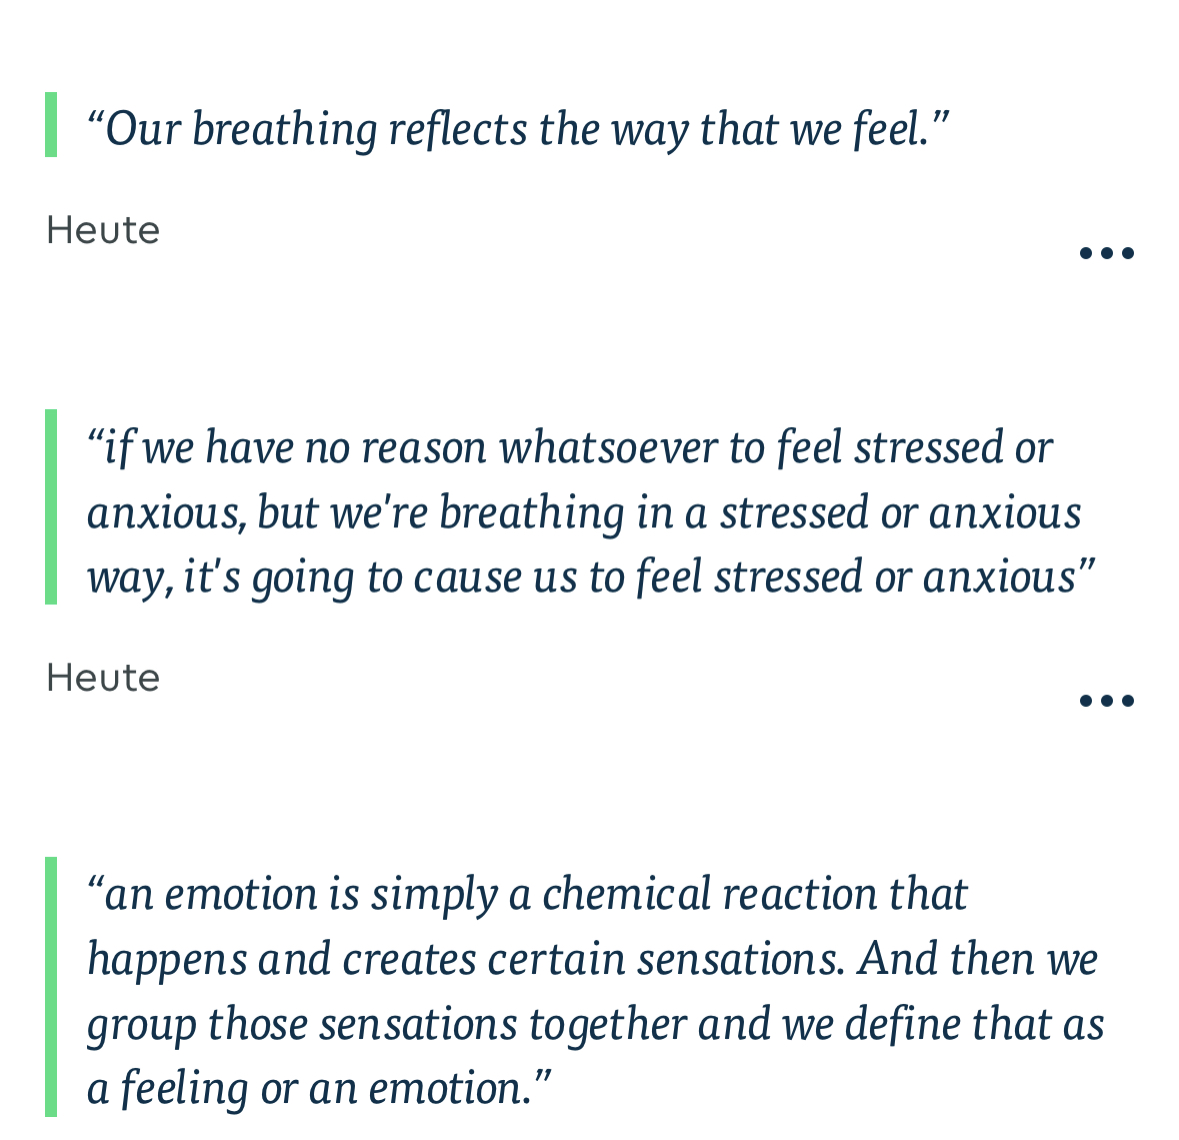 “Our breathing reflects the way that we feel.”
Heute
“if we have no reason whatsoever to feel stressed or
anxious, but we're breathing in a stressed or anxious
way, it's going to cause us to feel stressed or anxious”
Heute
“an emotion is simply a chemical reaction that
happens and creates certain sensations. And then we
group those sensations together and we define that as
a feeling or an emotion.”